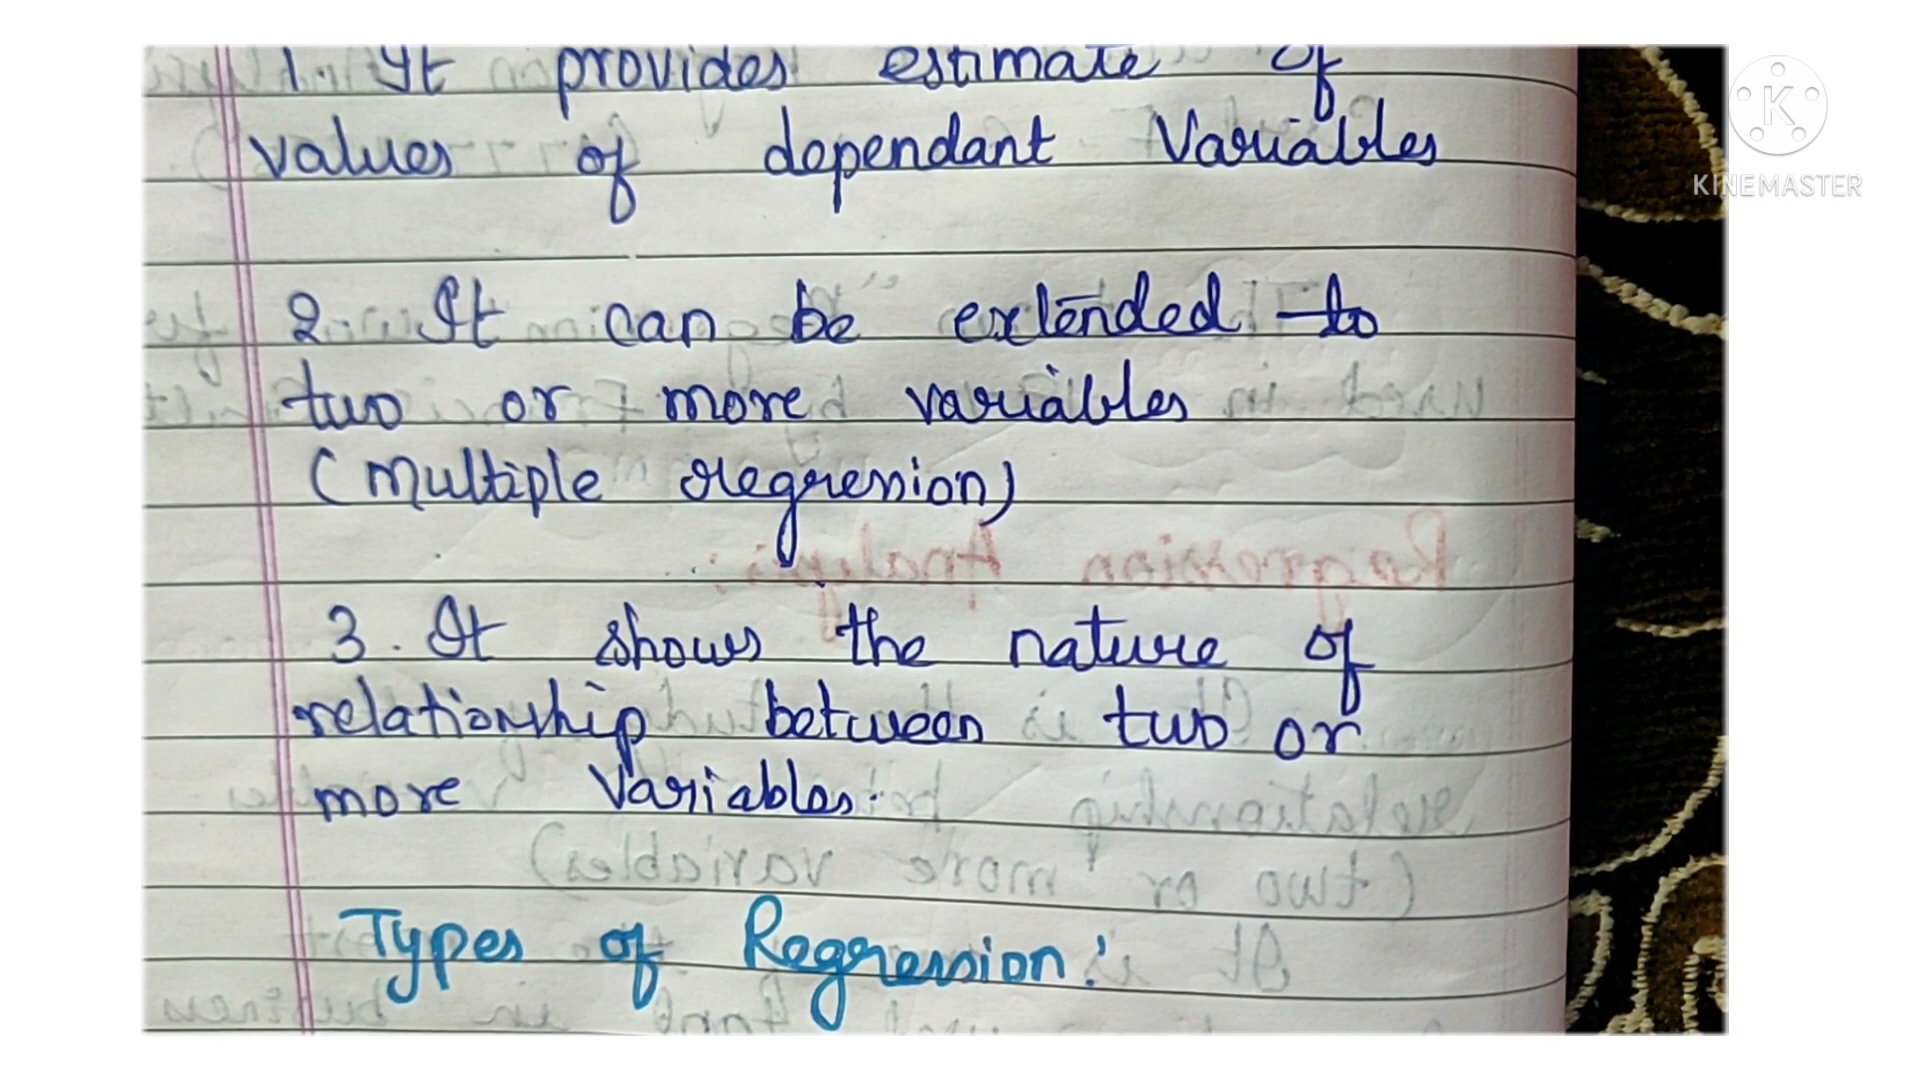 1. It provides estimate of
values of dependant variables
2. It can be extended to
two or more variables
(Multiple regression)
3. It shows the nature of
relationship between two or
more variables.
Types of Regression:
K
KINEMASTER